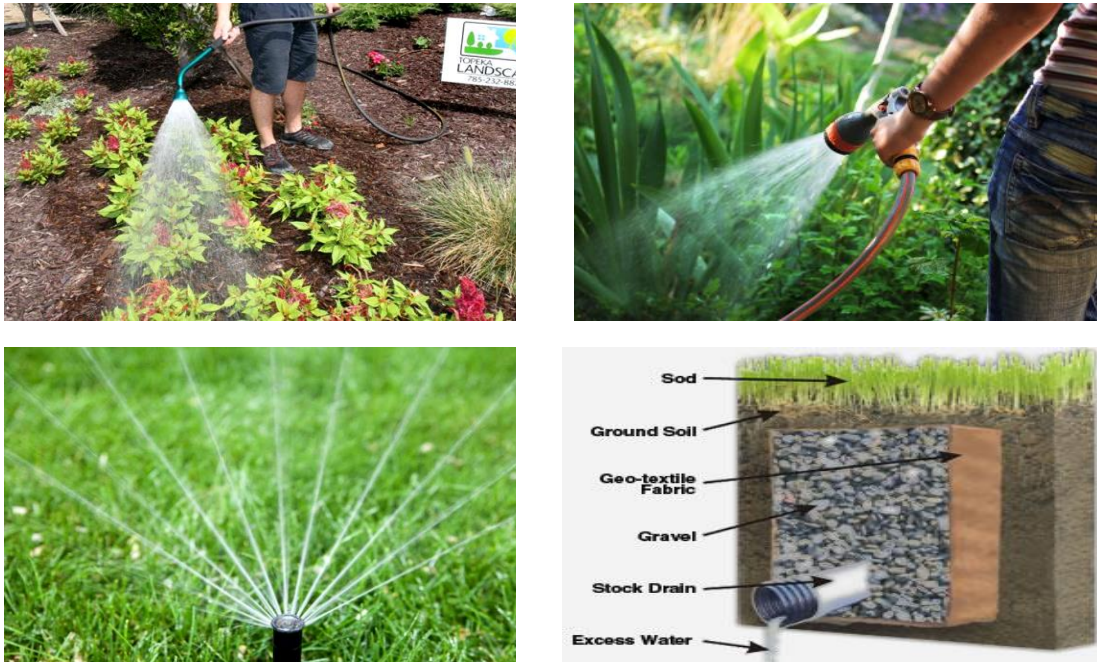 TOPEKA
LANDSCA
785-232-88
Sod
Ground Soil
Geo-textile
Fabric
Gravel
Stock Drain
Excess Water